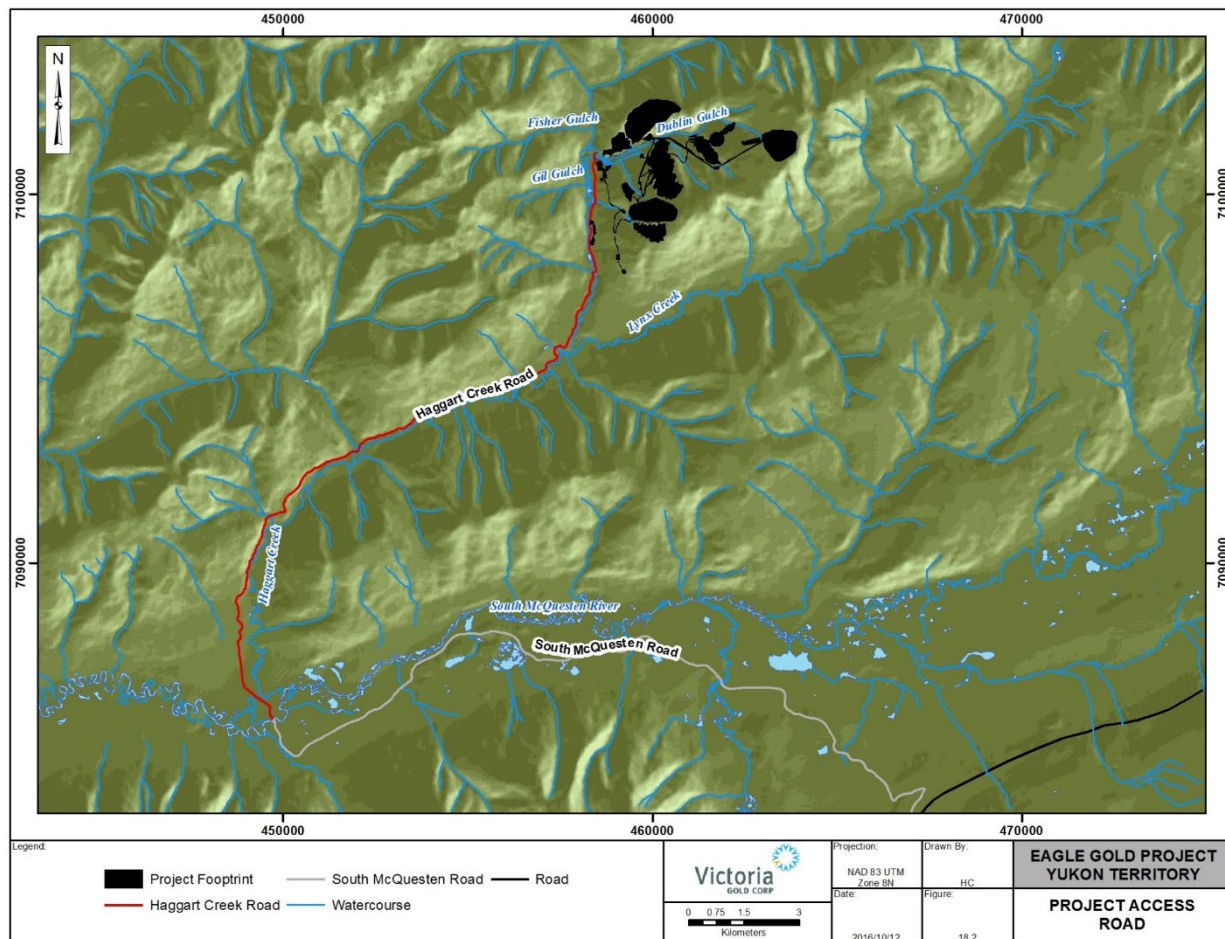 450000 460000 470000
N
Fisher Gulch
Dublin Gulch
Gil Gulch
7100000 7100000
Lynx Creek
Haggart Creek Road
7090000 7090000
Haggart Creek
South McQuesten River
South McQuesten Road
450000 460000 470000
Legend:
Project Fooptrint
South McQuesten Road
Road
Haggart Creek Road
Watercourse
Victoria
GOLD CORP
0 0.75 1.5 3
Kilometers
Projection:
NAD 83 UTM
Zone 8N
Drawn By:
HC
Date:
2016/10/12
Figure:
18.2
EAGLE GOLD PROJECT
YUKON TERRITORY
PROJECT ACCESS
ROAD